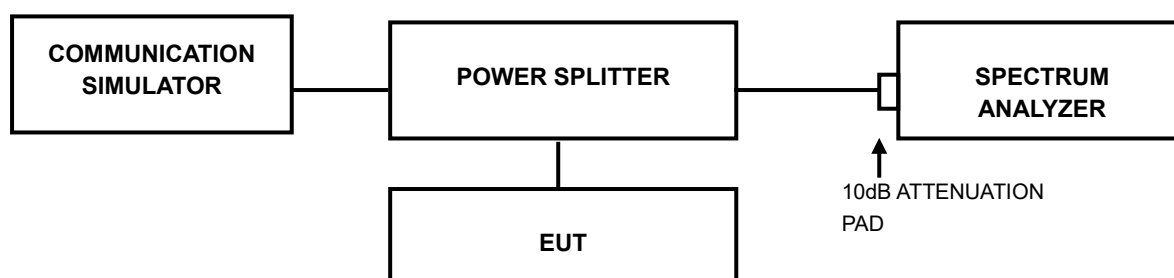 COMMUNICATION
SIMULATOR
POWER SPLITTER
SPECTRUM
ANALYZER
10dB ATTENUATION
PAD
EUT